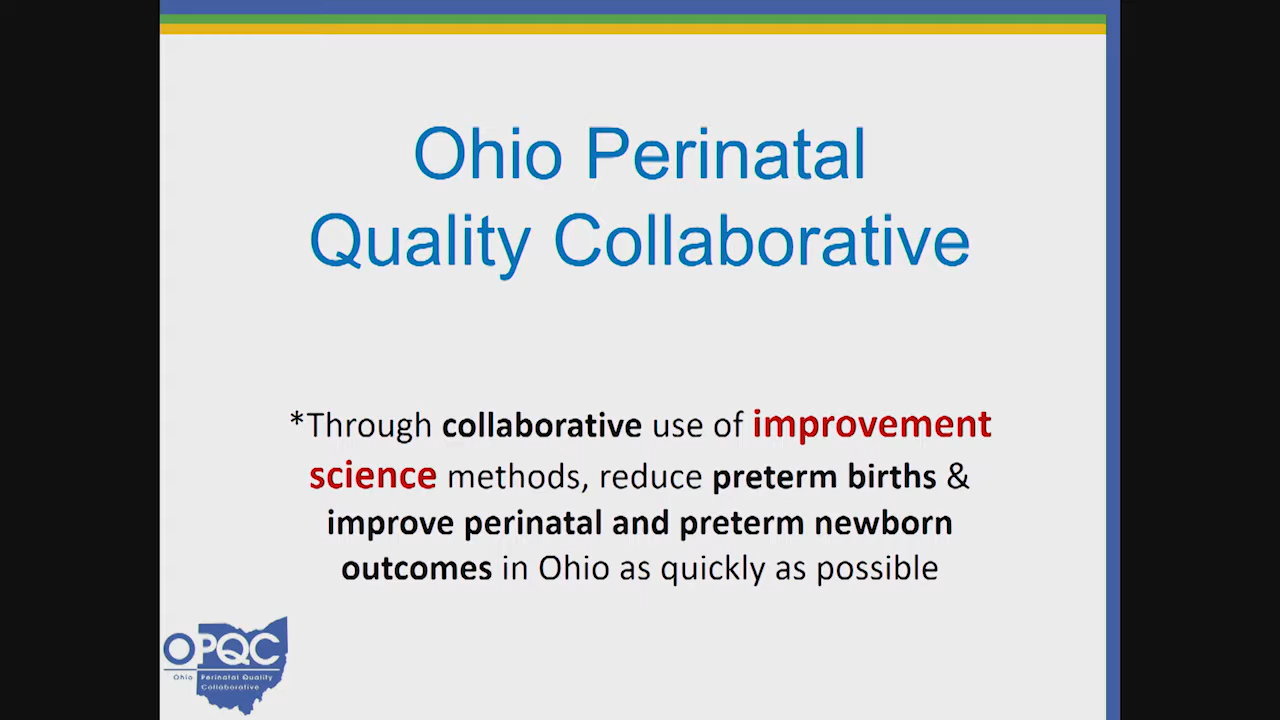 Ohio Perinatal
Quality Collaborative
*Through collaborative use of improvement
science methods, reduce preterm births &
improve perinatal and preterm newborn
outcomes in Ohio as quickly as possible
OPQC
Ohio Perinatal Quality
Collaborative